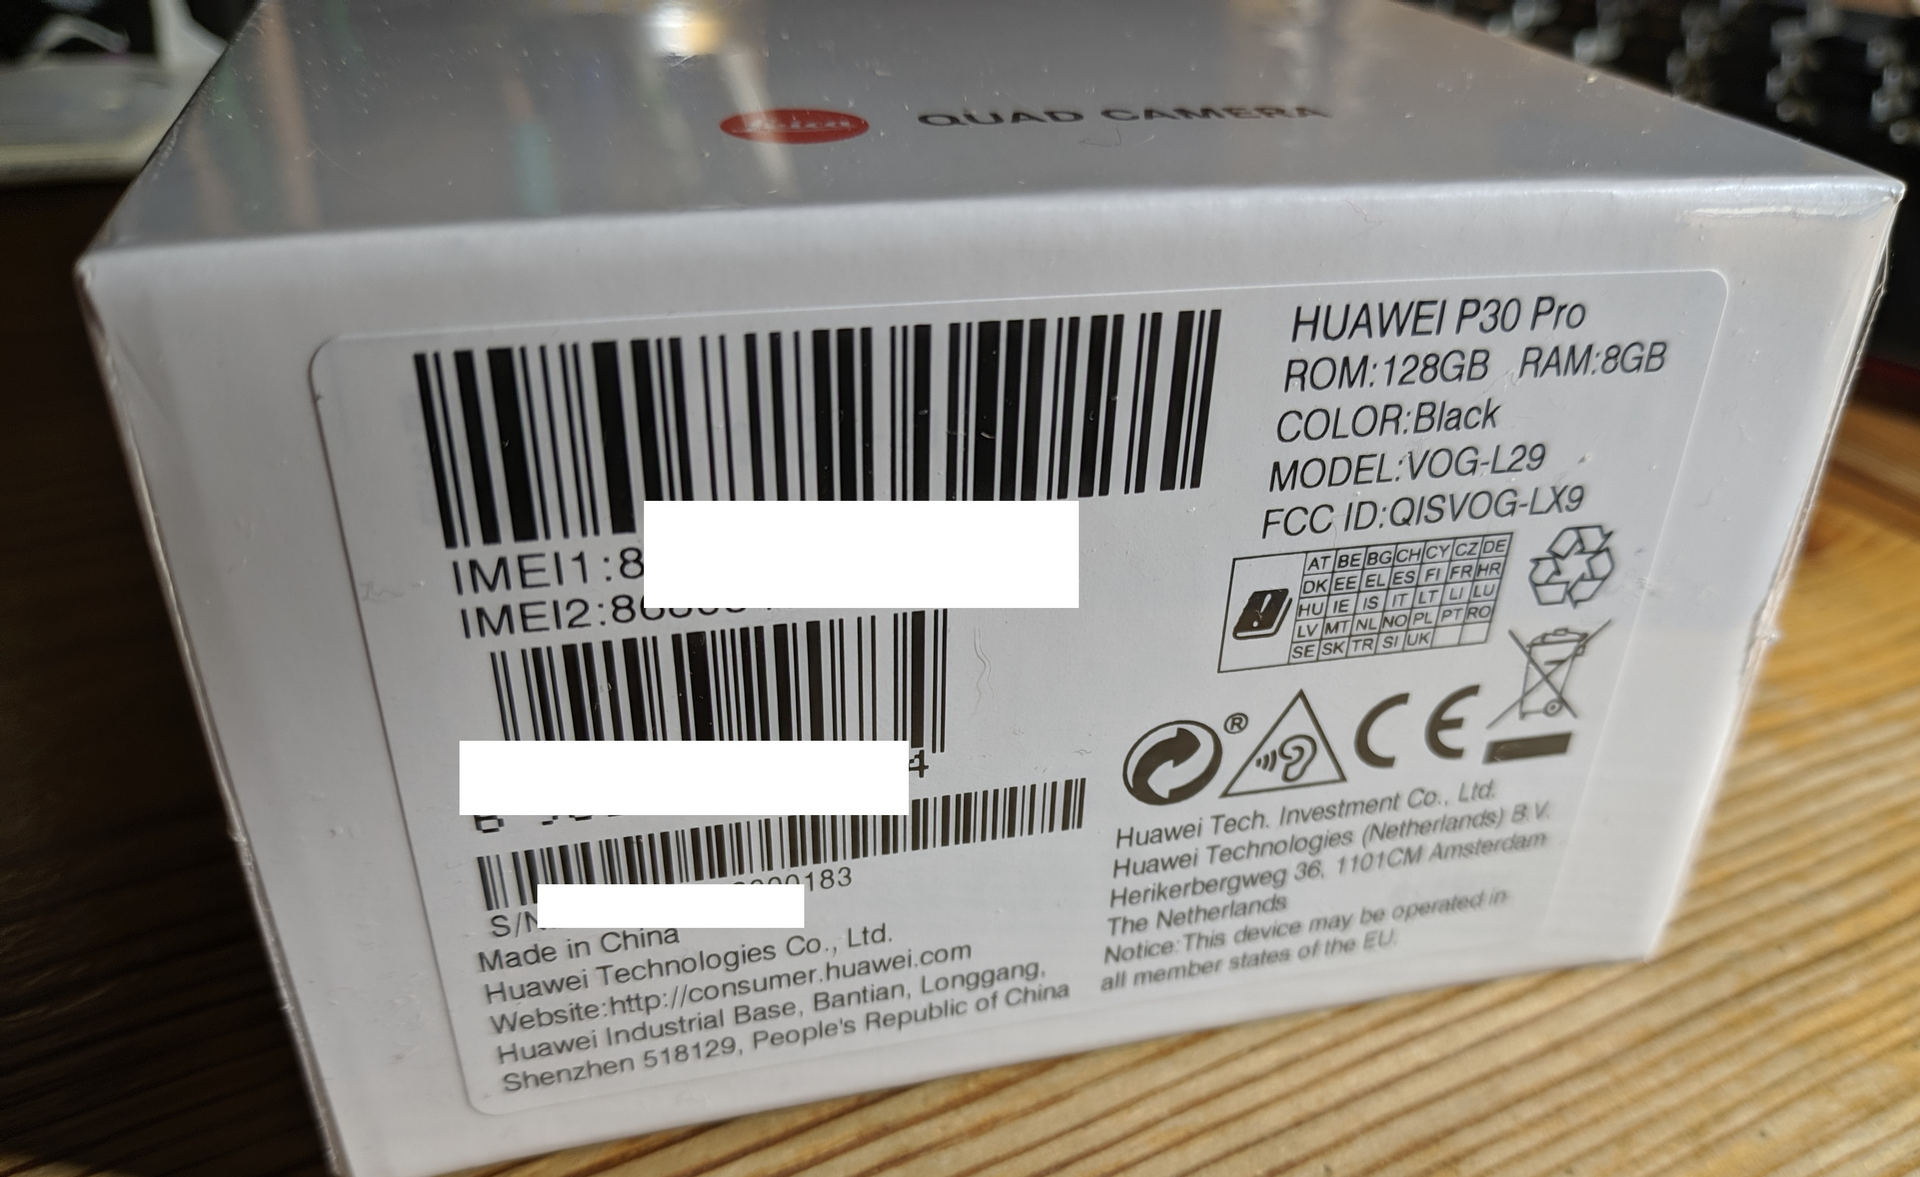 Leica QUAD CAMERA
HUAWEI P30 Pro
ROM:128GB RAM:8GB
COLOR:Black
MODEL:VOG-L29
FCC ID:QISVOG-LX9
IMEI1:8
IMEI2:86
AT BE BG CH CY CZ DE
DK EE EL ES FI FR HR
HU IE IS IT LT LI LU
LV MT NL NO PL PT RO
SE SK TR SI UK
4
6
183
S/N
Made in China
Huawei Technologies Co., Ltd.
Website:http://consumer.huawei.com
Huawei Industrial Base, Bantian, Longgang,
Shenzhen 518129, People's Republic of China
®
CE
Huawei Tech. Investment Co., Ltd.
Huawei Technologies (Netherlands) B.V.
Herikerbergweg 36, 1101CM Amsterdam
The Netherlands
Notice:This device may be operated in
all member states of the EU.